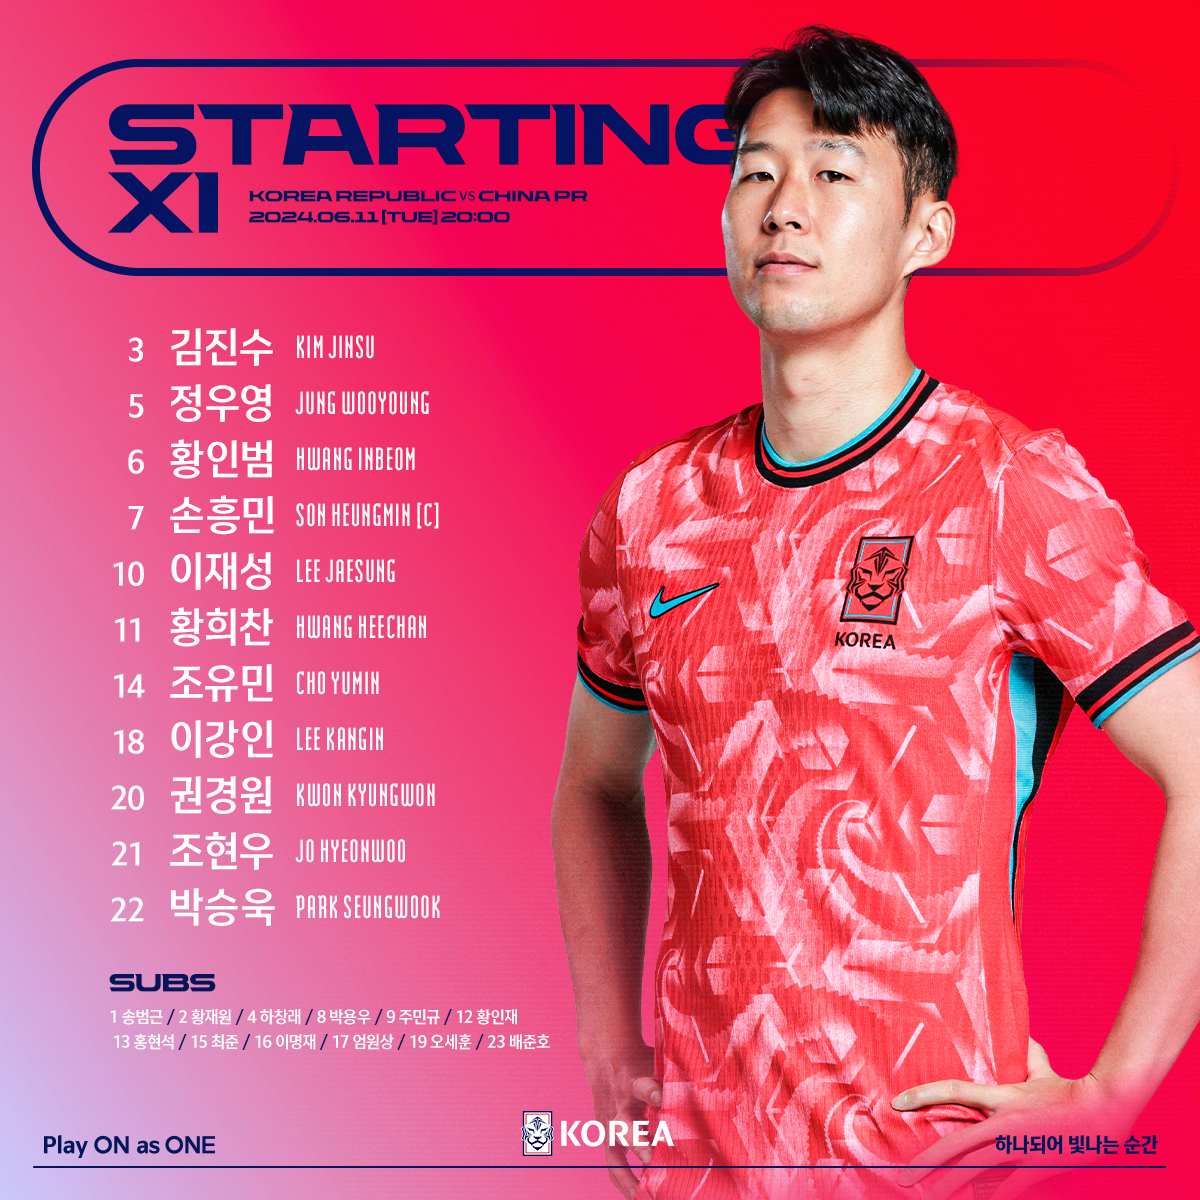 STARTING
XI
KOREA REPUBLIC VS CHINA PR
2024.06.11 [TUE] 20:00
3 김진수 KIM JINSU
5 정우영 JUNG WOOYOUNG
6 황인범 HWANG INBEOM
7 손흥민 SON HEUNGMIN [C]
10 이재성 LEE JAESUNG
11 황희찬 HWANG HEECHAN
14 조유민 CHO YUMIN
18 이강인 LEE KANGIN
20 권경원 KWON KYUNGWON
21 조현우 JO HYEONWOO
22 박승욱 PARK SEUNGWOOK
KOREA
SUBS
1 송범근 / 2 황재원 / 4 하창래 / 8 박용우 / 9 주민규 / 12 황인재
13 홍현석 / 15 최준 / 16 이명재 / 17 엄원상 / 19 오세훈 / 23 배준호
Play ON as ONE
KOREA
하나되어 빛나는 순간